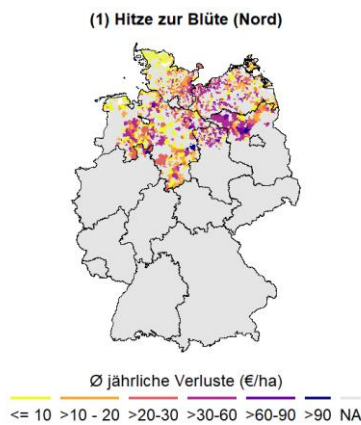 (1) Hitze zur Blüte (Nord)
Ø jährliche Verluste (€/ha)
<= 10 >10 - 20 >20-30 >30-60 >60-90 >90 NA